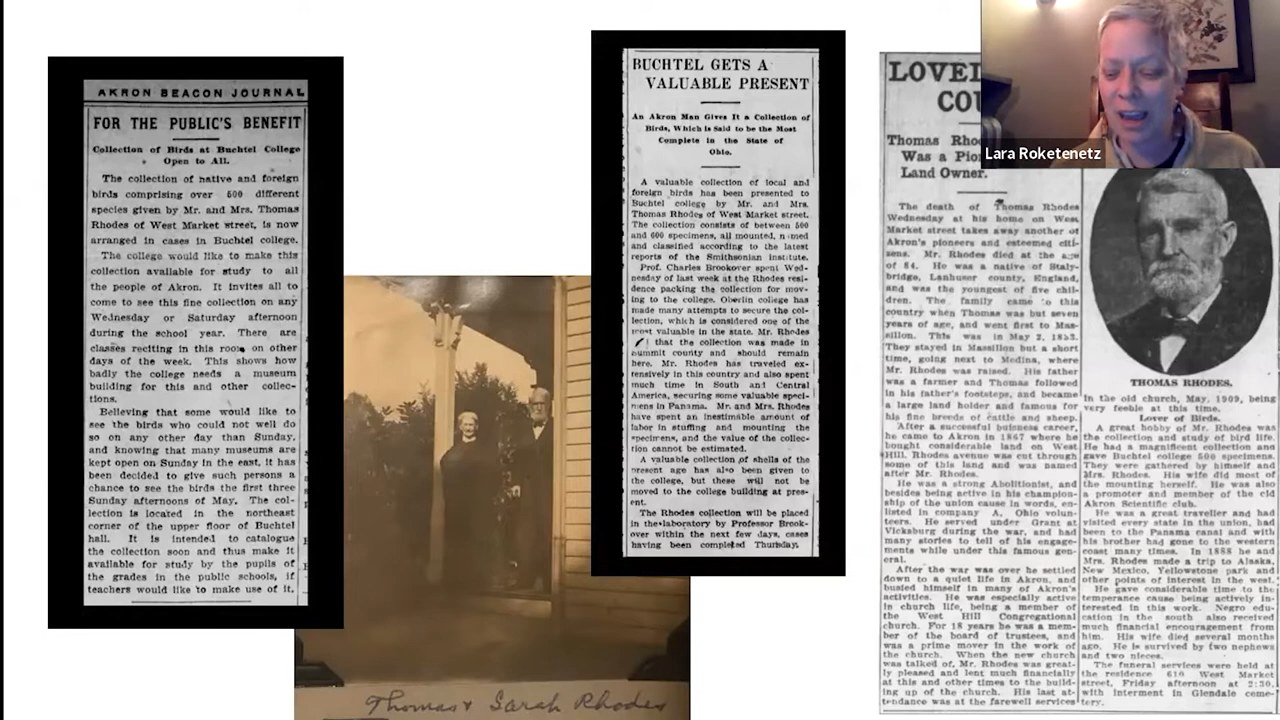 AKRON BEACON JOURNAL
FOR THE PUBLIC'S BENEFIT
Collection of Birds at Buchtel College
Open to All.
The collection of native and foreign
birds comprising over 600 different
species given by Mr. and Mrs. Thomas
Rhodes of West Market street, is now
arranged in cases in Buchtel college.
The college would like to make this
collection available for study to all
the people of Akron. It invites all to
come to see this fine collection on any
Wednesday or Saturday afternoon
during the school year. There are
classes reciting in this room on other
days of the week. This shows how
badly the college needs a museum
building for this and other collec-
tions.
Believing that some would like to
see the birds who could not well do
so on any other day than Sunday,
and knowing that many museums are
kept open on Sunday in the east, it has
been decided to give such persons a
chance to see the birds the first three
Sunday afternoons of May. The col-
lection is located in the northeast
corner of the upper floor of Buchtel
hall. It is intended to catalogue
the collection soon and thus make it
available for study by the pupils of
the grades in the public schools, if
teachers would like to make use of it.
Thomas & Sarah Rhodes
BUCHTEL GETS A
VALUABLE PRESENT
An Akron Man Gives It a Collection of
Birds, Which is Said to be the Most
Complete in the State of
Ohio.
A valuable collection of local and
foreign birds has been presented to
Buchtel college by Mr. and Mrs.
Thomas Rhodes of West Market street.
The collection consists of between 500
and 600 specimens, all mounted, named
and classified according to the latest
reports of the Smithsonian institute.
Prof. Charles Brookover spent Wed-
nesday of last week at the Rhodes resi-
dence packing the collection for mov-
ing to the college. Oberlin college has
made many attempts to secure the col-
lection, which is considered one of the
most valuable in the state. Mr. Rhodes
that the collection was made in
Summit county and should remain
here. Mr. Rhodes has traveled ex-
tensively in this country and also spent
much time in South and Central
America, securing some valuable speci-
mens in Panama. Mr. and Mrs. Rhodes
have spent an inestimable amount of
labor in stuffing and mounting the
specimens, and the value of the collec-
tion cannot be estimated.
A valuable collection of shells of the
present age has also been given to
the college, but these will not be
moved to the college building at pres-
ent.
The Rhodes collection will be placed
in the laboratory by Professor Brook-
over within the next few days, cases
having been completed Thursday.
Lara Roketenetz
Thomas
Was a
Land Owner.
The death of Thomas Rhodes
Wednesday at his home on West
Market street takes away another of
Akron's pioneers and esteemed citi-
zens. Mr. Rhodes died at the age
of 84. He was a native of Staly-
bridge, Lanhuser county, England,
and was the youngest of five chil-
dren. The family came to this
country when Thomas was but seven
years of age, and went first to Mas-
sillon. This was in May 2, 1833.
They stayed in Massillon but a short
time, going next to Medina, where
Mr. Rhodes was raised. His father
was a farmer and Thomas followed
in his father's footsteps, and became
a large land holder and famous for
his fine breeds of cattle and sheep.
After a successful buisness career,
he came to Akron in 1867 where he
bought considerable land on West
Hill. Rhodes avenue was cut through
some of this land and was named
after Mr. Rhodes.
He was a strong Abolitionist, and
besides being active in his champion-
ship of the union cause in words, en-
listed in company A, Ohio volun-
teers. He served under Grant at
Vicksburg during the war, and had
many stories to tell of his engage-
ments while under this famous gen-
eral.
After the war was over he settled
down to a quiet life in Akron, and
busied himself in many of Akron's
activities. He was especially active
in church life, being a member of
the West Hill Congregational
church. For 18 years he was a mem-
ber of the board of trustees, and
was a prime mover in the work of
the church. When the new church
was talked of, Mr. Rhodes was great-
ly pleased and lent much financially
at this and other times to the build-
ing up of the church. His last at-
tendance was at the farewell services
THOMAS RHODES.
in the old church, May, 1909, being
very feeble at this time.
Lover of Birds.
A great hobby of Mr. Rhodes was
the collection and study of bird life.
He had a magnificent collection and
gave Buchtel college 500 specimens.
They were gathered by himself and
Mrs. Rhodes. His wife did most of
the mounting herself. He was also
a promoter and member of the old
Akron Scientific club.
He was a great traveller and had
visited every state in the union, had
been to the Panama canal and with
his brother had gone to the western
coast many times. In 1888 he and
Mrs. Rhodes made a trip to Alaska,
New Mexico, Yellowstone park and
other points of interest in the west.
He gave considerable time to the
temperance cause being actively in-
terested in this work. Negro edu-
cation in the south also received
much financial encouragement from
him. His wife died several months
ago. He is survived by two nephews
and two nieces.
The funeral services were held at
the residence 610 West Market
street, Friday afternoon at 2:30,
with interment in Glendale ceme-
tery.